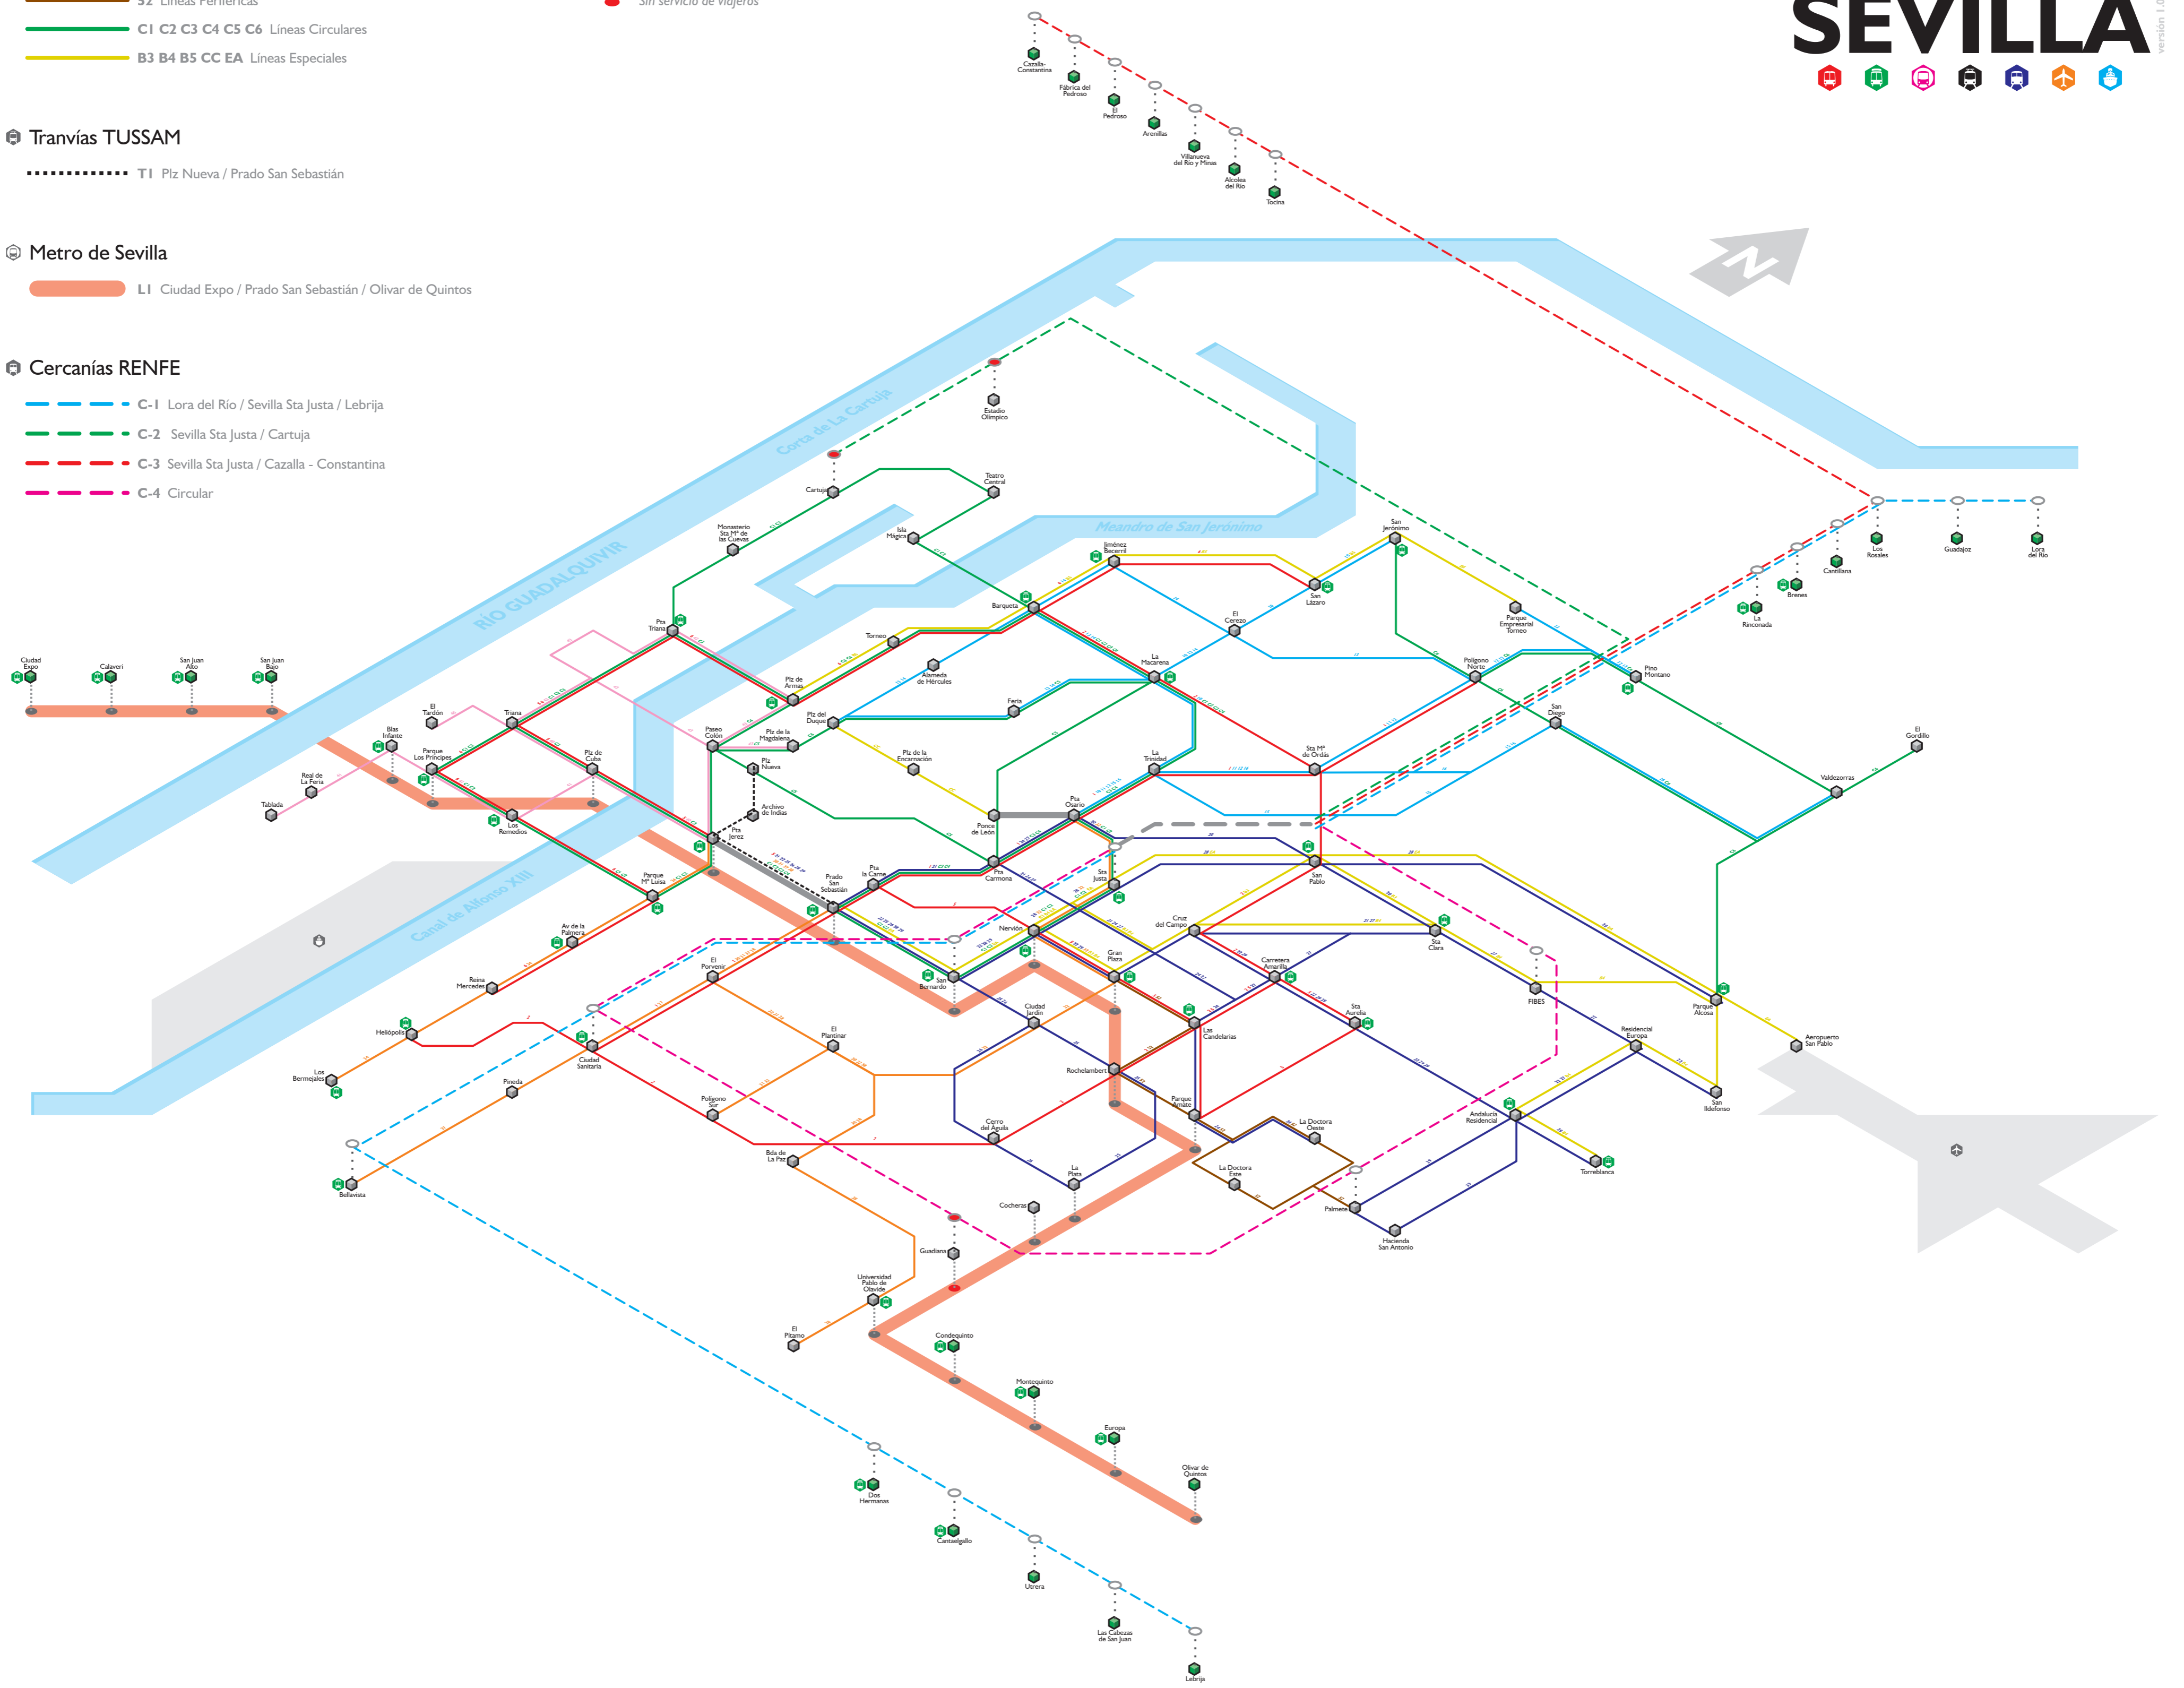 52 Líneas Periféricas
Sin servicio de viajeros
C1 C2 C3 C4 C5 C6 Líneas Circulares
B3 B4 B5 CC EA Líneas Especiales
SEVILLA
versión 1.0
Tranvías TUSSAM
T1 Plz Nueva / Prado San Sebastián
Metro de Sevilla
L1 Ciudad Expo / Prado San Sebastián / Olivar de Quintos
Cercanías RENFE
C-1 Lora del Río / Sevilla Sta Justa / Lebrija
C-2 Sevilla Sta Justa / Cartuja
C-3 Sevilla Sta Justa / Cazalla - Constantina
C-4 Circular
Cazalla-
Constantina
Fábrica del
Pedroso
El
Pedroso
Arenillas
Villanueva
del Río y Minas
Alcolea
del Río
Tocina
N
Corta de La Cartuja
RÍO GUADALQUIVIR
Meandro de San Jerónimo
Canal de Alfonso XIII
Estadio
Olímpico
Cartuja
Teatro
Central
Monasterio
Sta Mª de
las Cuevas
Isla
Mágica
Jiménez
Becerril
San
Jerónimo
Los
Rosales
Guadajoz
Lora
del Río
Cantillana
Brenes
La
Rinconada
San
Lázaro
Barqueta
El
Cerezo
Parque
Empresarial
Torneo
Pta
Triana
Torneo
Alameda
de Hércules
La
Macarena
Polígono
Norte
Pino
Montano
Ciudad
Expo
Calaveri
San Juan
Alto
San Juan
Bajo
Plz de
Armas
El
Tardón
Triana
Plz del
Duque
Feria
San
Diego
Blas
Infante
Paseo
Colón
Plz de la
Magdalena
El
Gordillo
Parque
Los Príncipes
Plz de
Cuba
Plz
Nueva
Plz de la
Encarnación
La
Trinidad
Sta Mª
de Ordás
Real de
La Feria
Valdezorras
Tablada
Los
Remedios
Archivo
de Indias
Ponce
de León
Pta
Osario
Pta
Jerez
Pta
Carmona
San
Pablo
Parque
Mª Luisa
Prado
San
Sebastián
Pta
la Carne
Sta
Justa
Av de la
Palmera
Nervión
Cruz
del Campo
Sta
Clara
Reina
Mercedes
El
Porvenir
San
Bernardo
Gran
Plaza
Carretera
Amarilla
FIBES
Parque
Alcosa
Heliópolis
Ciudad
Sanitaria
El
Plantinar
Ciudad
Jardín
Las
Candelarias
Sta
Aurelia
Residencial
Europa
Aeropuerto
San Pablo
Los
Bermejales
Pineda
Polígono
Sur
Rochelambert
Parque
Amate
Andalucía
Residencial
San
Ildefonso
Cerro
del Águila
La Doctora
Oeste
Bda de
La Paz
Torreblanca
Bellavista
La
Plata
La Doctora
Este
Cocheras
Palmete
Hacienda
San Antonio
Guadiana
Universidad
Pablo de
Olavide
El
Pítamo
Condequinto
Montequinto
Europa
Olivar de
Quintos
Dos
Hermanas
Cantaelgallo
Utrera
Las Cabezas
de San Juan
Lebrija